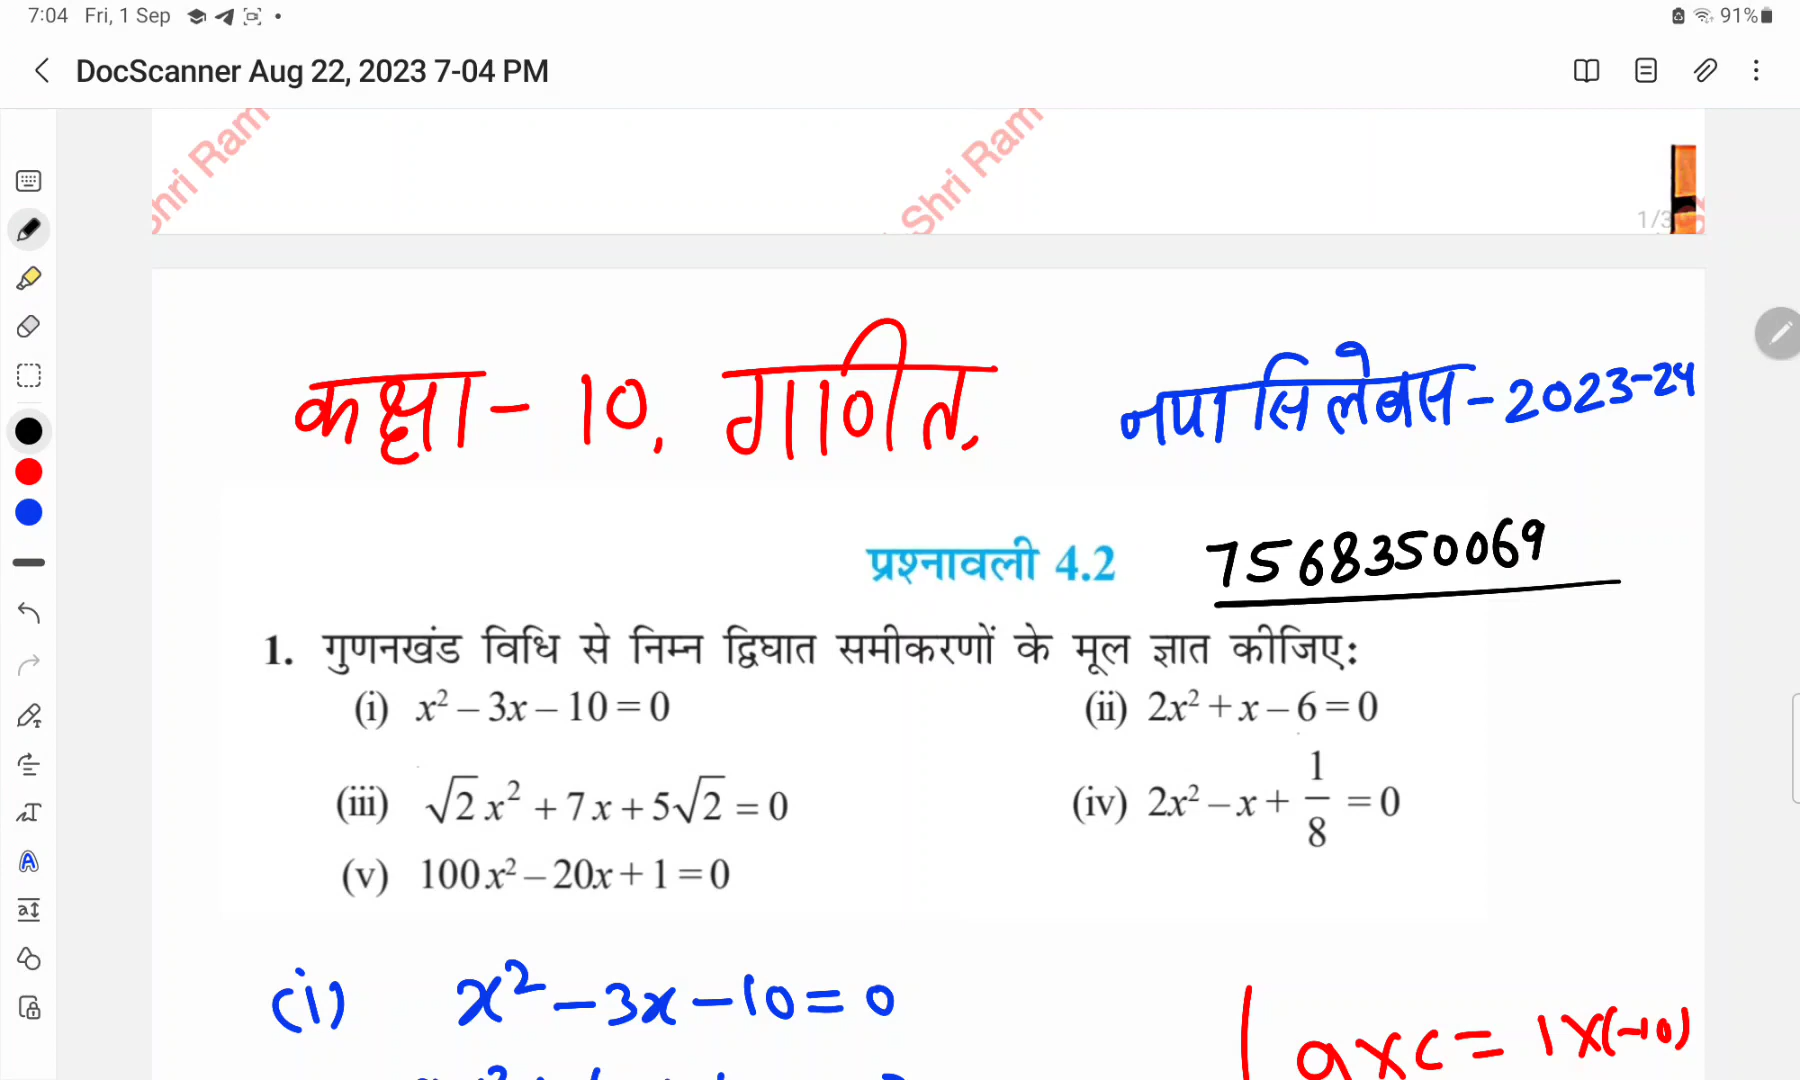 7:04 Fri, 1 Sep
91%
DocScanner Aug 22, 2023 7-04 PM
Shri Ram
Shri Ram
1/3
कक्षा - 10, गणित,
नया सिलेबस - 2023-24
प्रश्नावली 4.2
7568350069
1. गुणनखंड विधि से निम्न द्विघात समीकरणों के मूल ज्ञात कीजिए:
(i) x² – 3x – 10 = 0
(ii) 2x² + x – 6 = 0
(iii) √2 x² + 7x + 5√2 = 0
(iv) 2x² – x + 1/8 = 0
(v) 100x² – 20x + 1 = 0
(i) x² - 3x - 10 = 0
a x c = 1 x (-10)